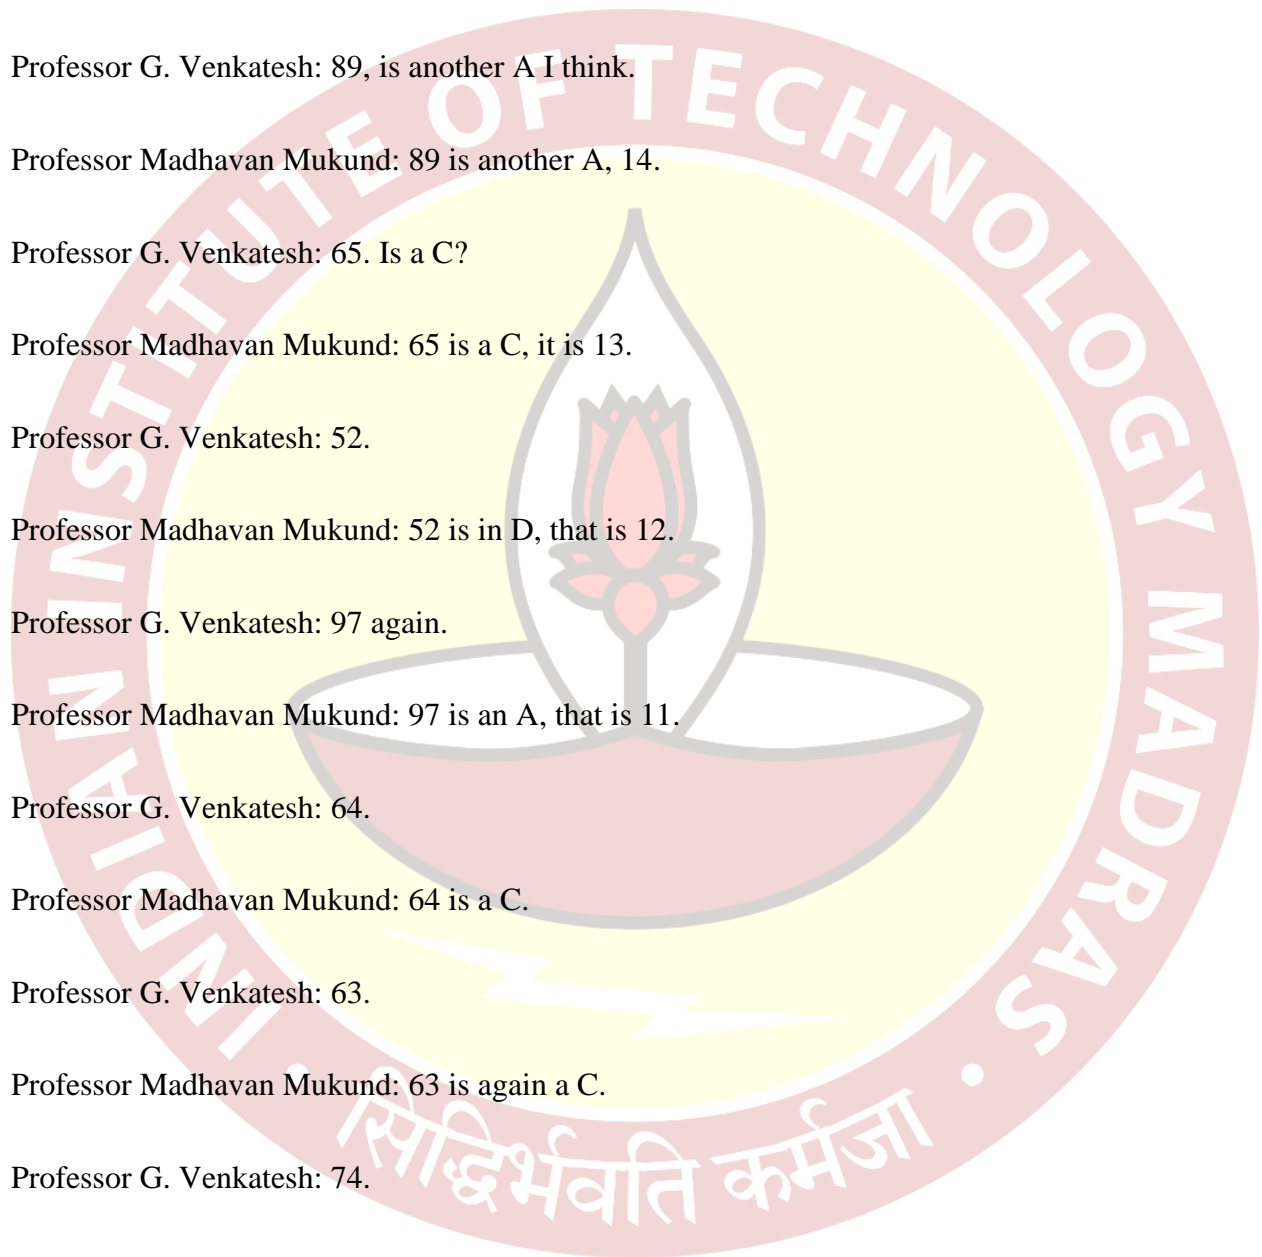 Professor G. Venkatesh: 89, is another A I think.
Professor Madhavan Mukund: 89 is another A, 14.
Professor G. Venkatesh: 65. Is a C?
Professor Madhavan Mukund: 65 is a C, it is 13.
Professor G. Venkatesh: 52.
Professor Madhavan Mukund: 52 is in D, that is 12.
Professor G. Venkatesh: 97 again.
Professor Madhavan Mukund: 97 is an A, that is 11.
Professor G. Venkatesh: 64.
Professor Madhavan Mukund: 64 is a C.
Professor G. Venkatesh: 63.
Professor Madhavan Mukund: 63 is again a C.
Professor G. Venkatesh: 74.
INDIAN INSTITUTE OF TECHNOLOGY MADRAS
सिद्धिर्भवति कर्मजा